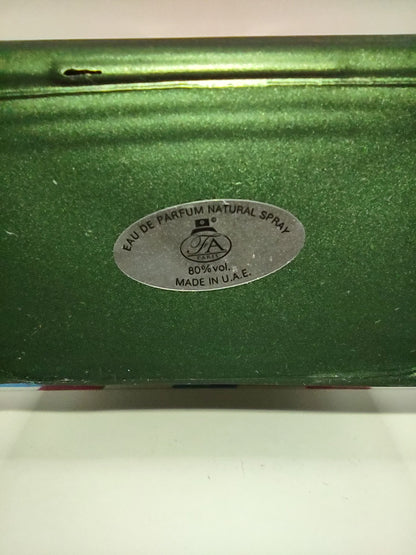 EAU DE PARFUM NATURAL SPRAY
©
FA
PARIS
80%vol.
MADE IN U.A.E.